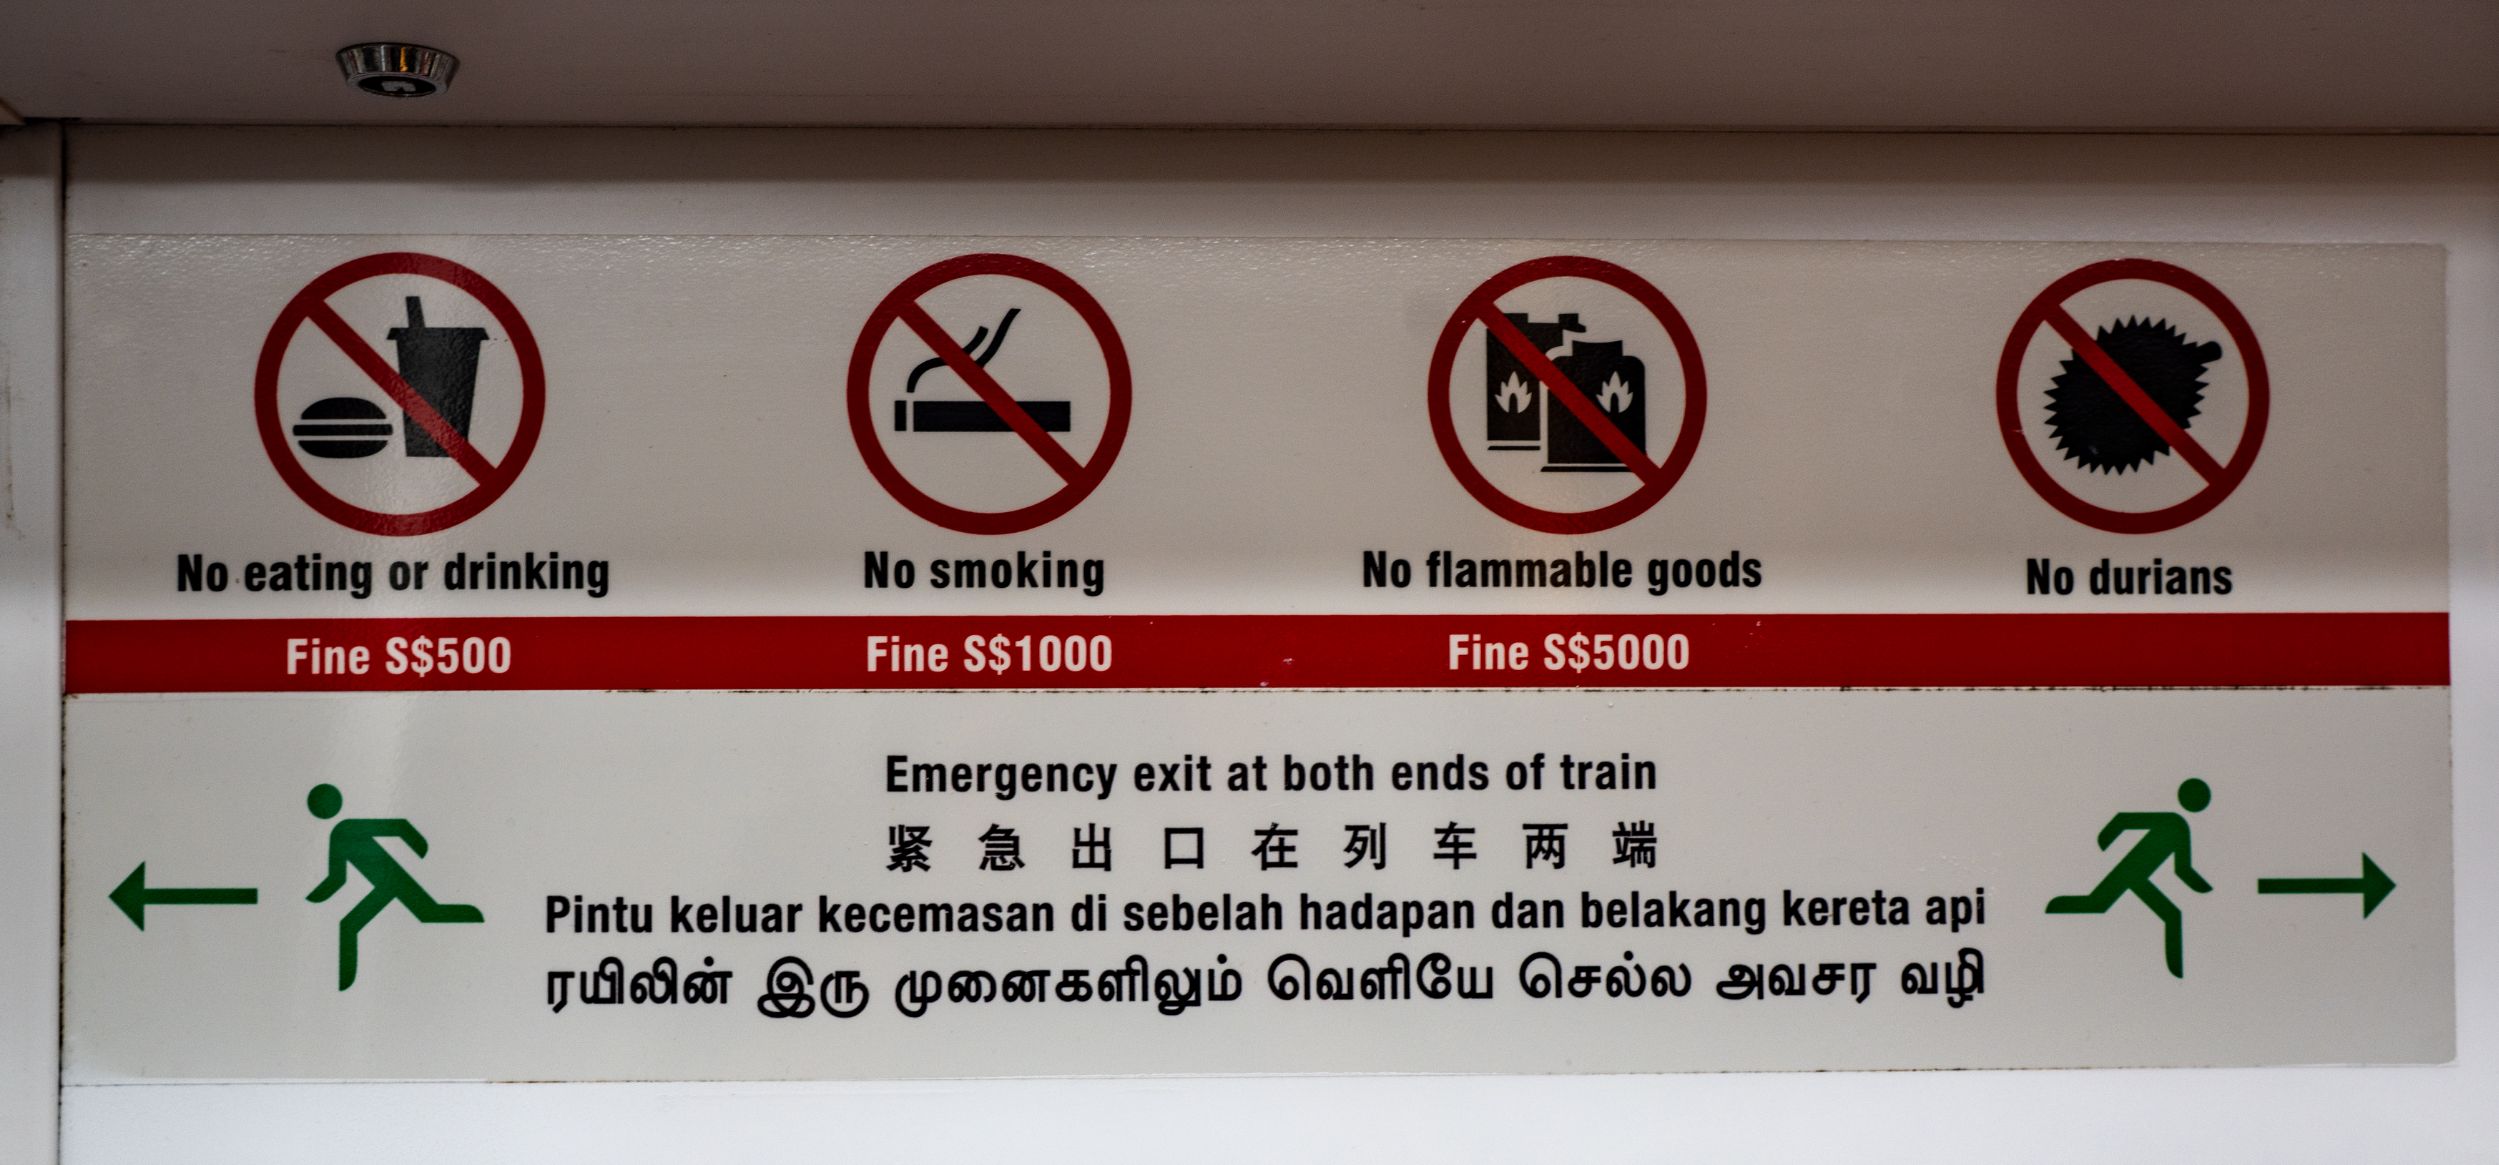 No eating or drinking
No smoking
No flammable goods
No durians
Fine S$500
Fine S$1000
Fine S$5000
Emergency exit at both ends of train
紧急出口在列车两端
Pintu keluar kecemasan di sebelah hadapan dan belakang kereta api
ரயிலின் இரு முனைகளிலும் வெளியே செல்ல அவசர வழி